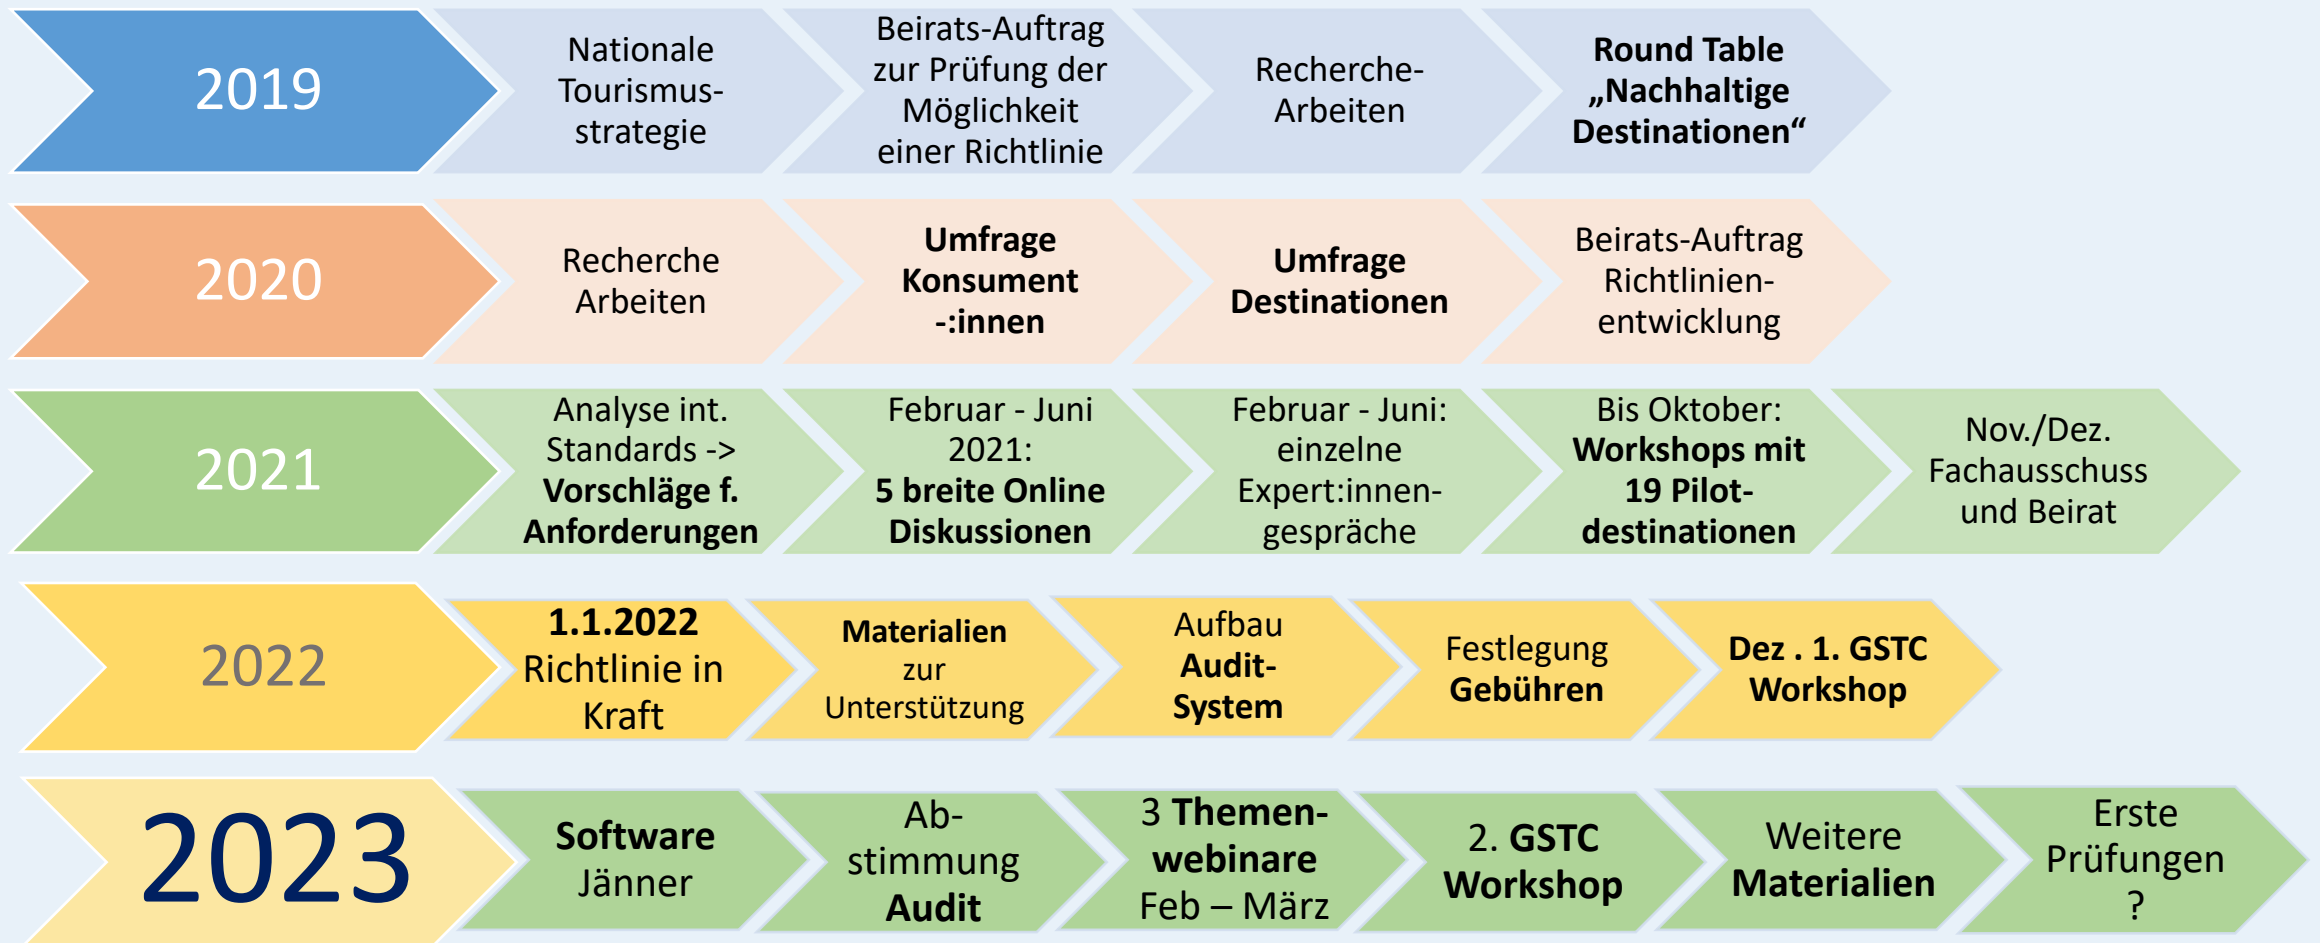 2019
Nationale
Tourismus-
strategie
Beirats-Auftrag
zur Prüfung der
Möglichkeit
einer Richtlinie
Recherche-
Arbeiten
Round Table
„Nachhaltige
Destinationen“
2020
Recherche
Arbeiten
Umfrage
Konsument
-:innen
Umfrage
Destinationen
Beirats-Auftrag
Richtlinien-
entwicklung
2021
Analyse int.
Standards ->
Vorschläge f.
Anforderungen
Februar - Juni
2021:
5 breite Online
Diskussionen
Februar - Juni:
einzelne
Expert:innen-
gespräche
Bis Oktober:
Workshops mit
19 Pilot-
destinationen
Nov./Dez.
Fachausschuss
und Beirat
2022
1.1.2022
Richtlinie in
Kraft
Materialien
zur
Unterstützung
Aufbau
Audit-
System
Festlegung
Gebühren
Dez . 1. GSTC
Workshop
2023
Software
Jänner
Ab-
stimmung
Audit
3 Themen-
webinare
Feb – März
2. GSTC
Workshop
Weitere
Materialien
Erste
Prüfungen
?